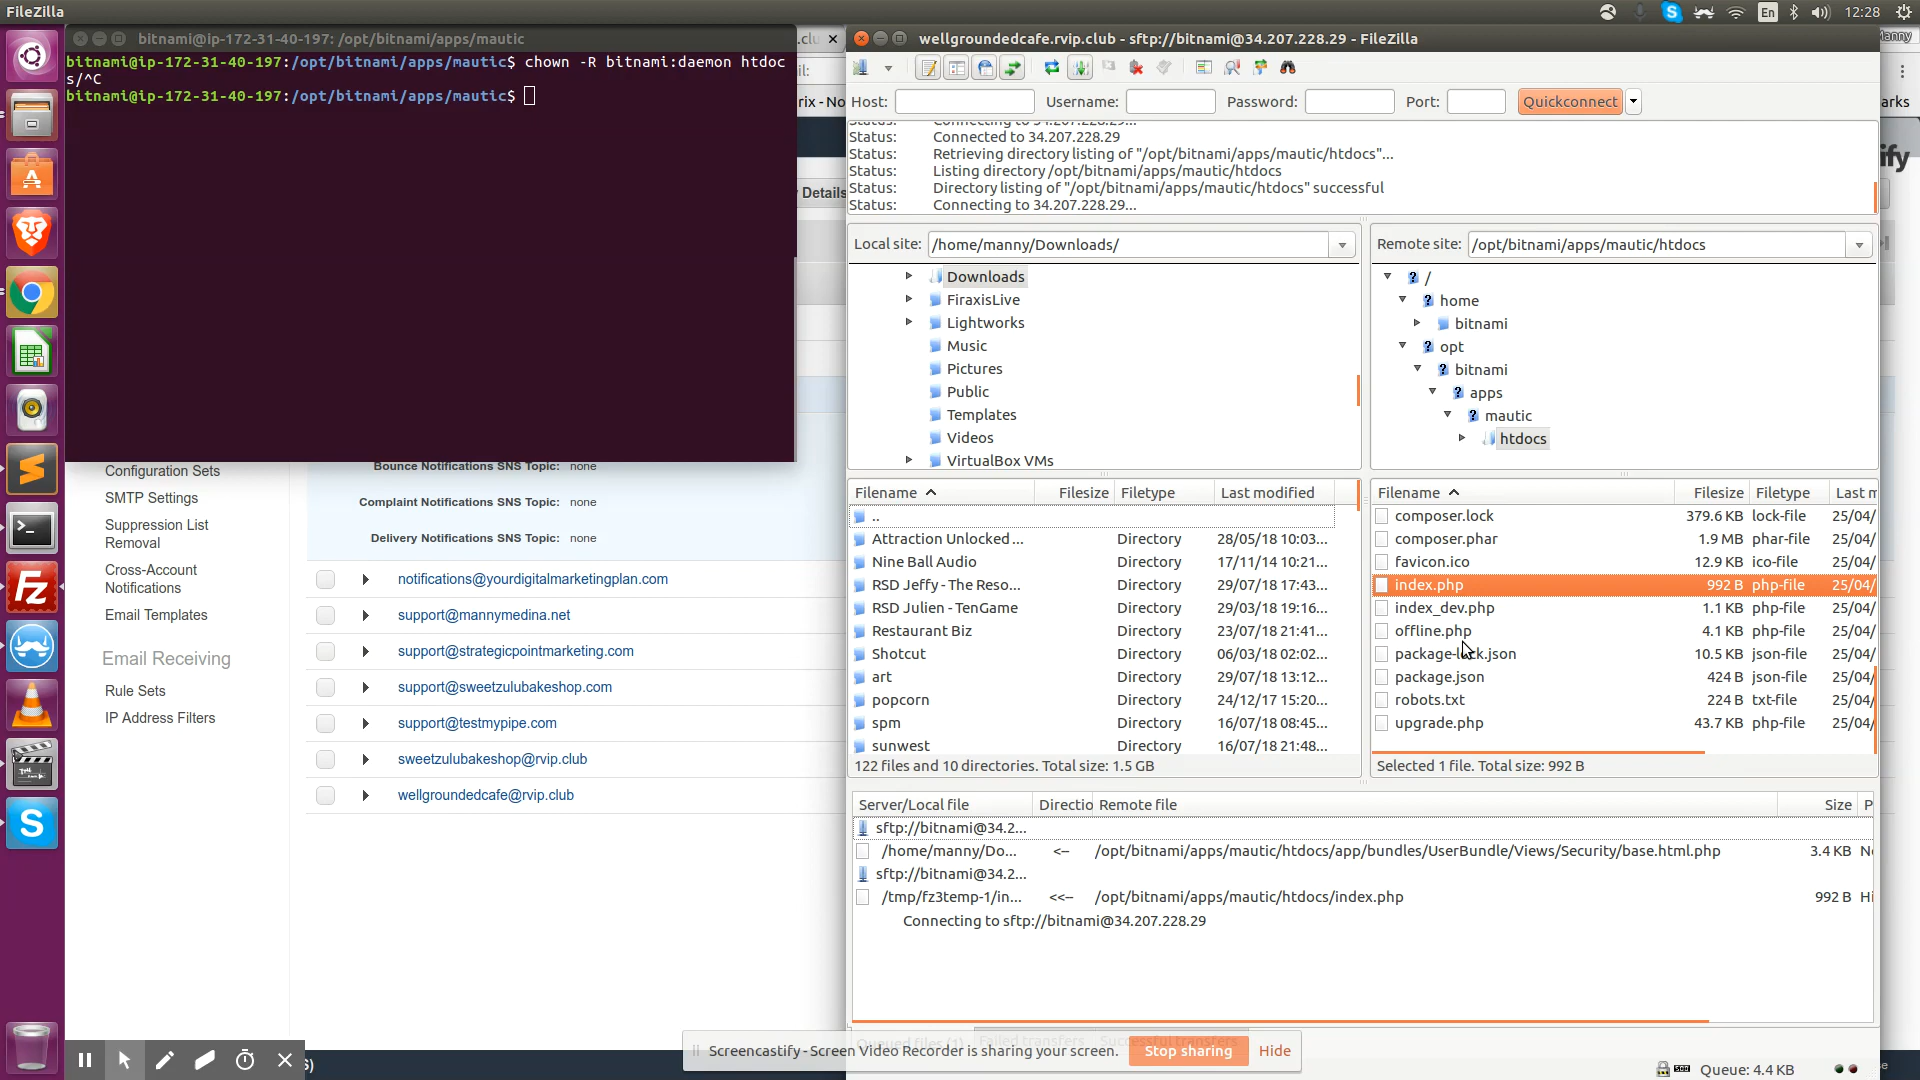 FileZilla
En
12:28
bitnami@ip-172-31-40-197: /opt/bitnami/apps/mautic
bitnami@ip-172-31-40-197:/opt/bitnami/apps/mautic$ chown -R bitnami:daemon htdoc
s/^C
bitnami@ip-172-31-40-197:/opt/bitnami/apps/mautic$
wellgroundedcafe.rvip.club - sftp://bitnami@34.207.228.29 - FileZilla
Host:
Username:
Password:
Port:
Quickconnect
Status: Connecting to 34.207.228.29...
Status: Connected to 34.207.228.29
Status: Retrieving directory listing of "/opt/bitnami/apps/mautic/htdocs"...
Status: Listing directory /opt/bitnami/apps/mautic/htdocs
Status: Directory listing of "/opt/bitnami/apps/mautic/htdocs" successful
Status: Connecting to 34.207.228.29...
Local site: /home/manny/Downloads/
Downloads
FiraxisLive
Lightworks
Music
Pictures
Public
Templates
Videos
VirtualBox VMs
Remote site: /opt/bitnami/apps/mautic/htdocs
/
home
bitnami
opt
bitnami
apps
mautic
htdocs
Filename Filesize Filetype Last modified
..
Attraction Unlocked ... Directory 28/05/18 10:03...
Nine Ball Audio Directory 17/11/14 10:21...
RSD Jeffy - The Reso... Directory 29/07/18 17:43...
RSD Julien - TenGame Directory 29/03/18 19:16...
Restaurant Biz Directory 23/07/18 21:41...
Shotcut Directory 06/03/18 02:02...
art Directory 29/07/18 13:12...
popcorn Directory 24/12/17 15:20...
spm Directory 16/07/18 08:45...
sunwest Directory 16/07/18 21:48...
122 files and 10 directories. Total size: 1.5 GB
Filename Filesize Filetype Last m
composer.lock 379.6 KB lock-file 25/04/
composer.phar 1.9 MB phar-file 25/04/
favicon.ico 12.9 KB ico-file 25/04/
index.php 992 B php-file 25/04/
index_dev.php 1.1 KB php-file 25/04/
offline.php 4.1 KB php-file 25/04/
package-lock.json 10.5 KB json-file 25/04/
package.json 424 B json-file 25/04/
robots.txt 224 B txt-file 25/04/
upgrade.php 43.7 KB php-file 25/04/
Selected 1 file. Total size: 992 B
Server/Local file Directio Remote file Size P
sftp://bitnami@34.2...
/home/manny/Do... <-- /opt/bitnami/apps/mautic/htdocs/app/bundles/UserBundle/Views/Security/base.html.php 3.4 KB
sftp://bitnami@34.2...
/tmp/fz3temp-1/in... <<-- /opt/bitnami/apps/mautic/htdocs/index.php 992 B Hi
Connecting to sftp://bitnami@34.207.228.29
Queue: 4.4 KB
Details
Configuration Sets
SMTP Settings
Suppression List
Removal
Cross-Account
Notifications
Email Templates
Email Receiving
Rule Sets
IP Address Filters
Bounce Notifications SNS Topic: none
Complaint Notifications SNS Topic: none
Delivery Notifications SNS Topic: none
notifications@yourdigitalmarketingplan.com
support@mannymedina.net
support@strategicpointmarketing.com
support@sweetzulubakeshop.com
support@testmypipe.com
sweetzulubakeshop@rvip.club
wellgroundedcafe@rvip.club
Screencastify - Screen Video Recorder is sharing your screen.
Stop sharing
Hide